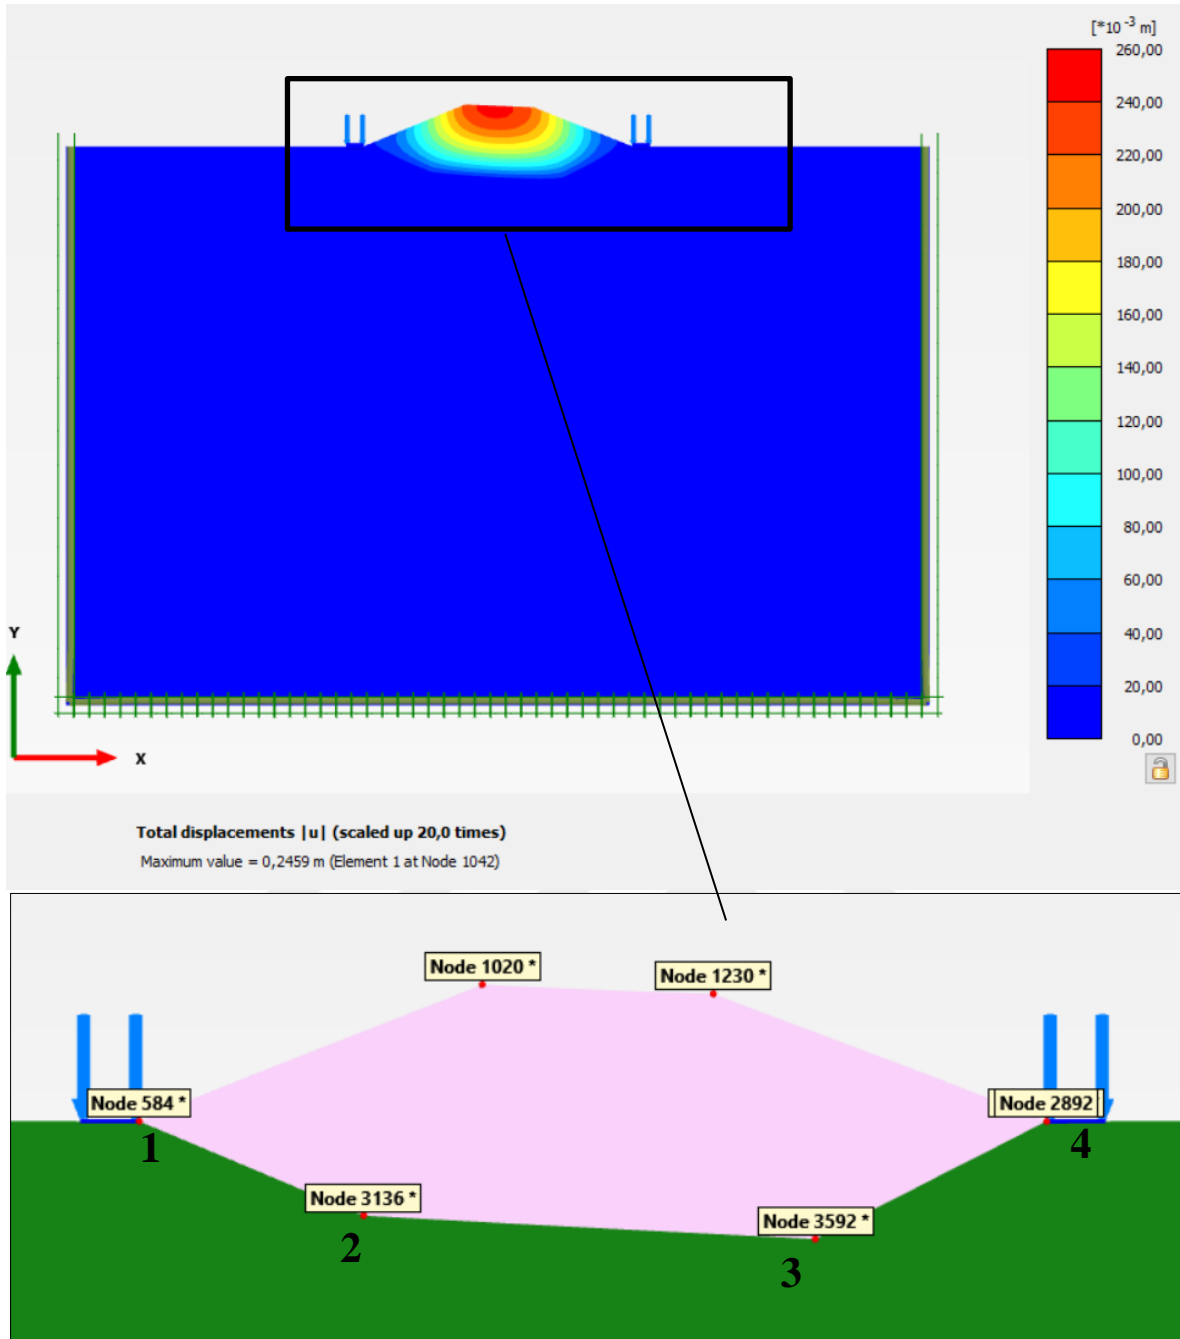 [*10 -3 m]
260,00
240,00
220,00
200,00
180,00
160,00
140,00
120,00
100,00
80,00
60,00
40,00
20,00
0,00
Y
X
Total displacements |u| (scaled up 20,0 times)
Maximum value = 0,2459 m (Element 1 at Node 1042)
Node 1020 *
Node 1230 *
Node 584 *
Node 2892
1
4
Node 3136 *
Node 3592 *
2
3